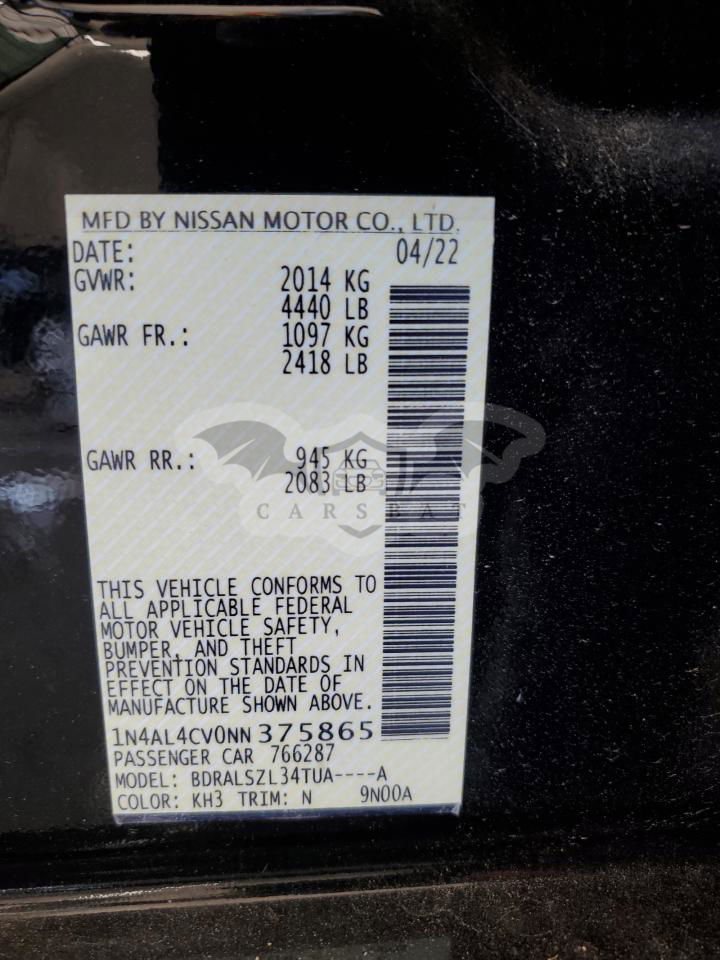 MFD BY NISSAN MOTOR CO., LTD.
DATE: 04/22
GVWR: 2014 KG
4440 LB
GAWR FR.: 1097 KG
2418 LB
GAWR RR.: 945 KG
2083 LB
CARSBAT
THIS VEHICLE CONFORMS TO
ALL APPLICABLE FEDERAL
MOTOR VEHICLE SAFETY,
BUMPER, AND THEFT
PREVENTION STANDARDS IN
EFFECT ON THE DATE OF
MANUFACTURE SHOWN ABOVE.
1N4AL4CV0NN 375865
PASSENGER CAR 766287
MODEL: BDRALSZL34TUA----A
COLOR: KH3 TRIM: N 9N00A